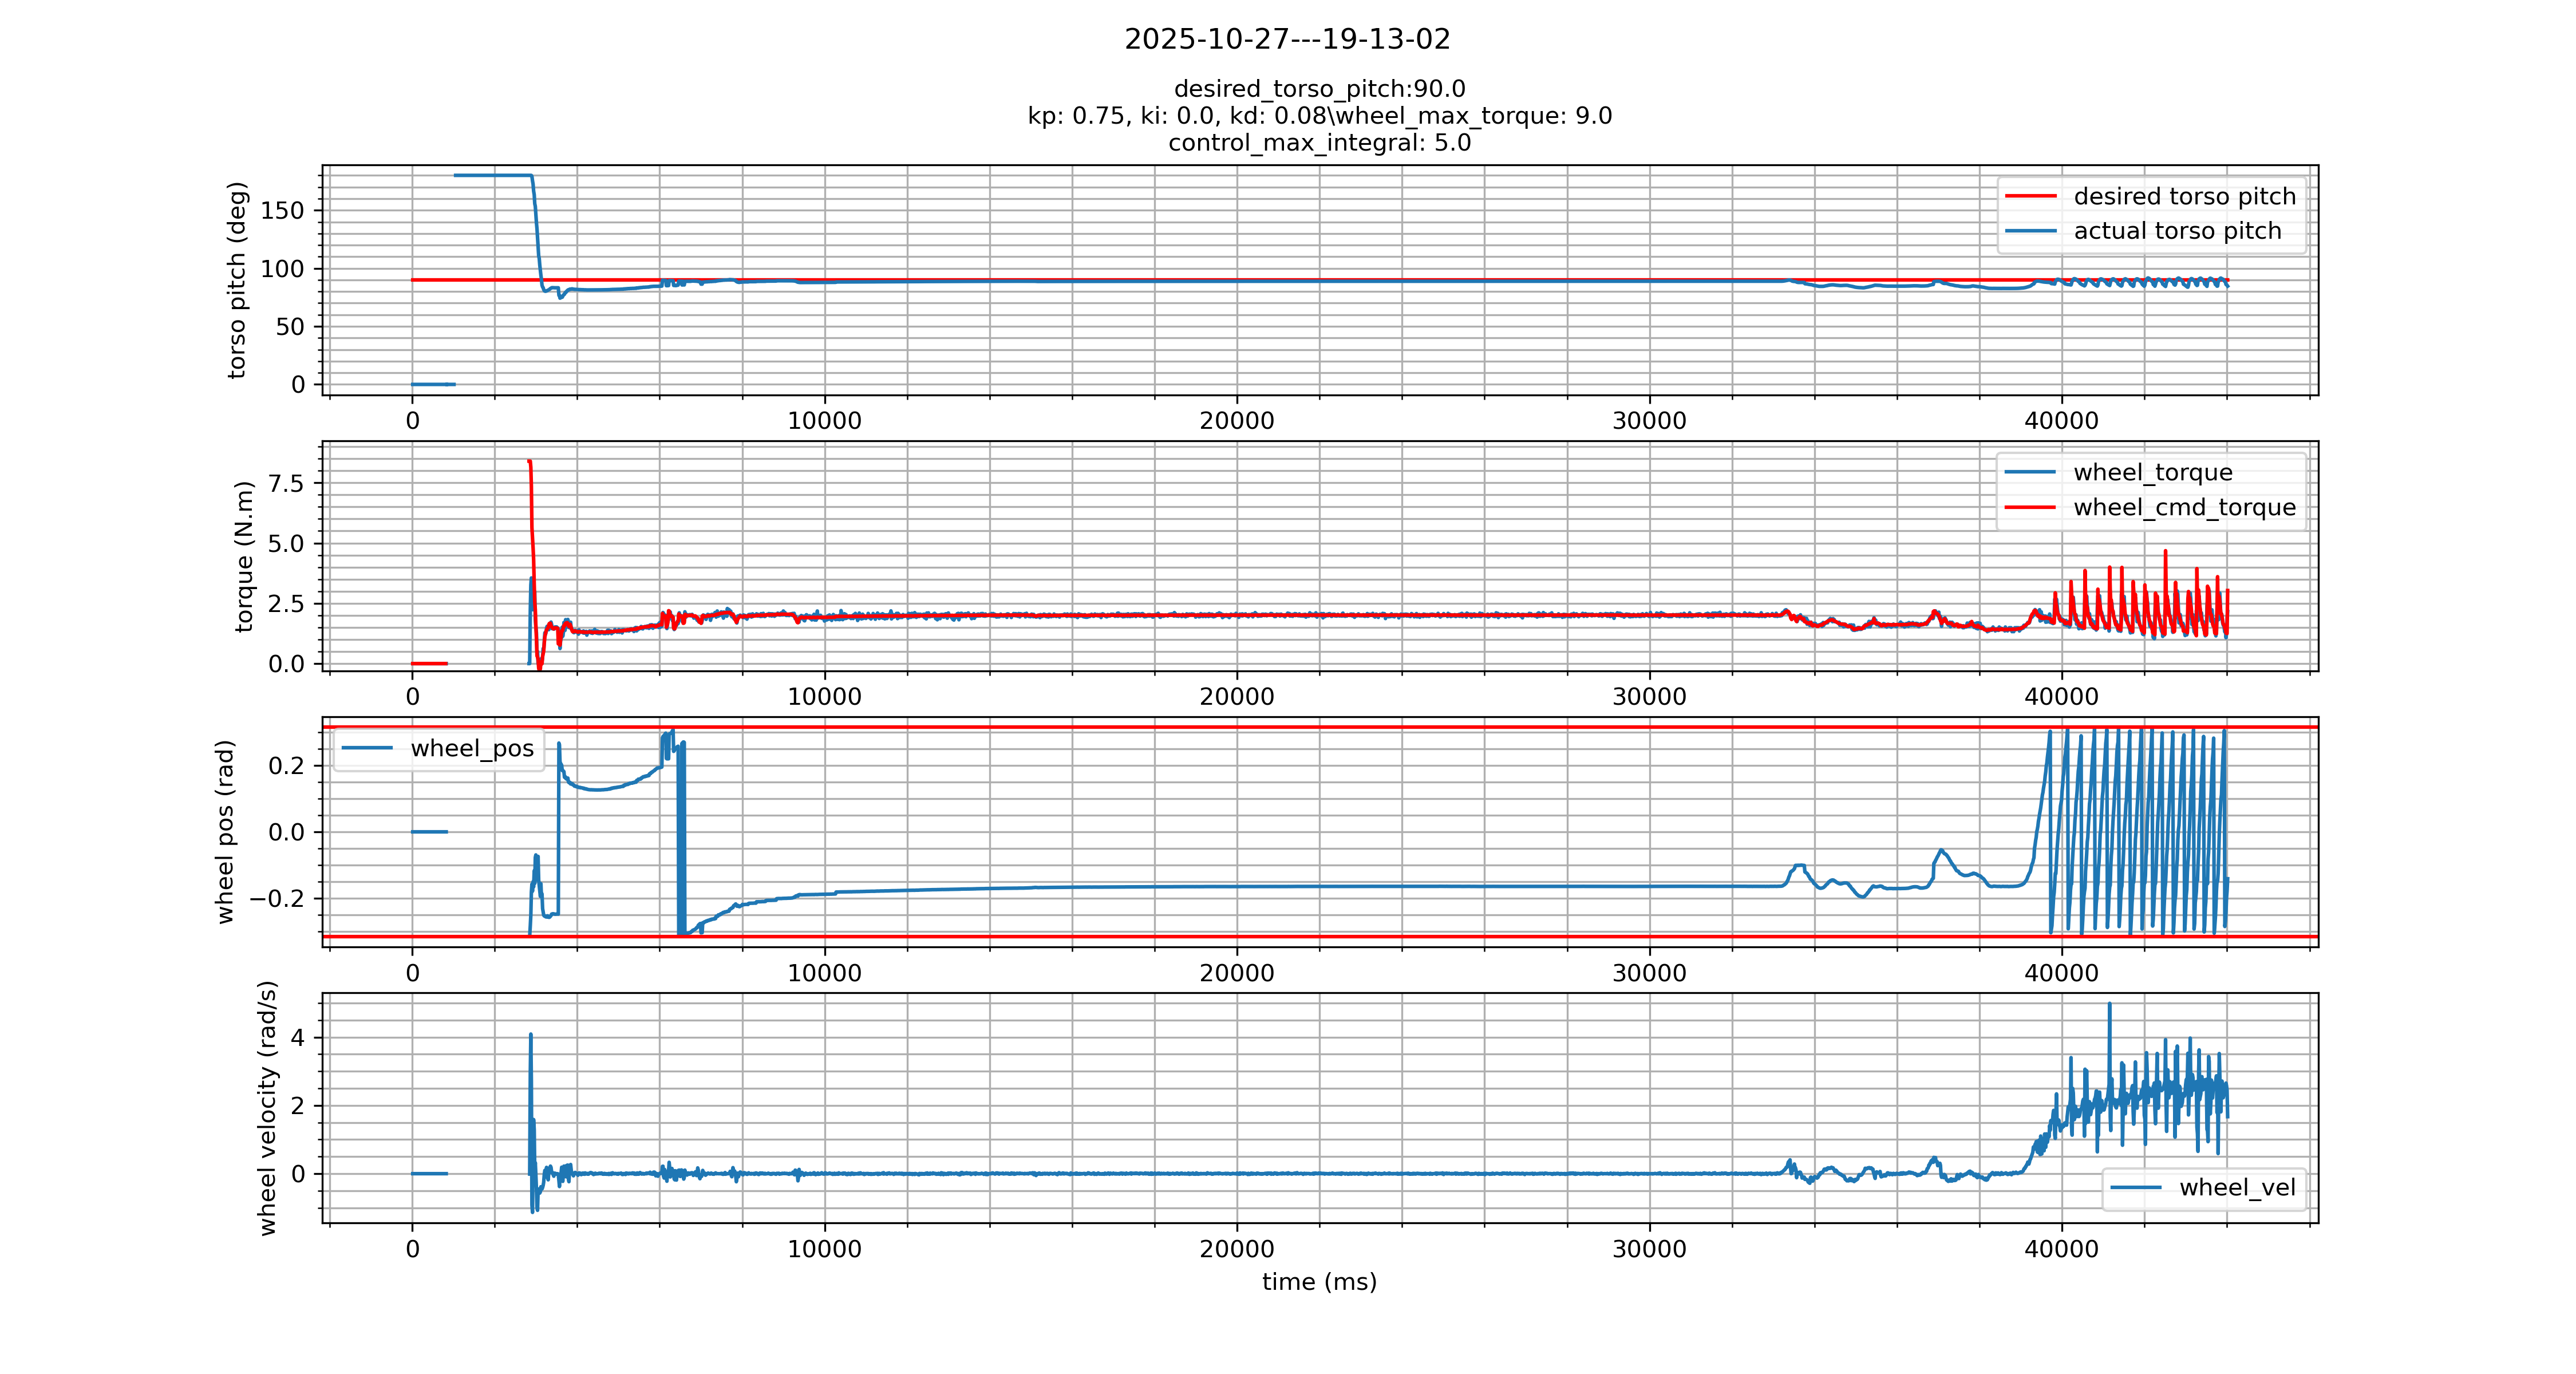 2025-10-27---19-13-02
desired_torso_pitch:90.0
kp: 0.75, ki: 0.0, kd: 0.08\wheel_max_torque: 9.0
control_max_integral: 5.0
torso pitch (deg)
150
100
50
0
desired torso pitch
actual torso pitch
0 10000 20000 30000 40000
torque (N.m)
7.5
5.0
2.5
0.0
wheel_torque
wheel_cmd_torque
0 10000 20000 30000 40000
wheel pos (rad)
0.2
0.0
−0.2
wheel_pos
0 10000 20000 30000 40000
wheel velocity (rad/s)
4
2
0
wheel_vel
0 10000 20000 30000 40000
time (ms)